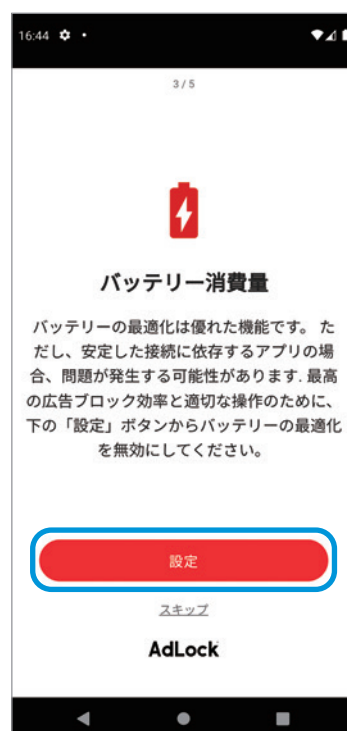 16:44
3 / 5
バッテリー消費量
バッテリーの最適化は優れた機能です。 た
だし、安定した接続に依存するアプリの場
合、問題が発生する可能性があります. 最高
の広告ブロック効率と適切な操作のために、
下の「設定」ボタンからバッテリーの最適化
を無効にしてください。
設定
スキップ
AdLock